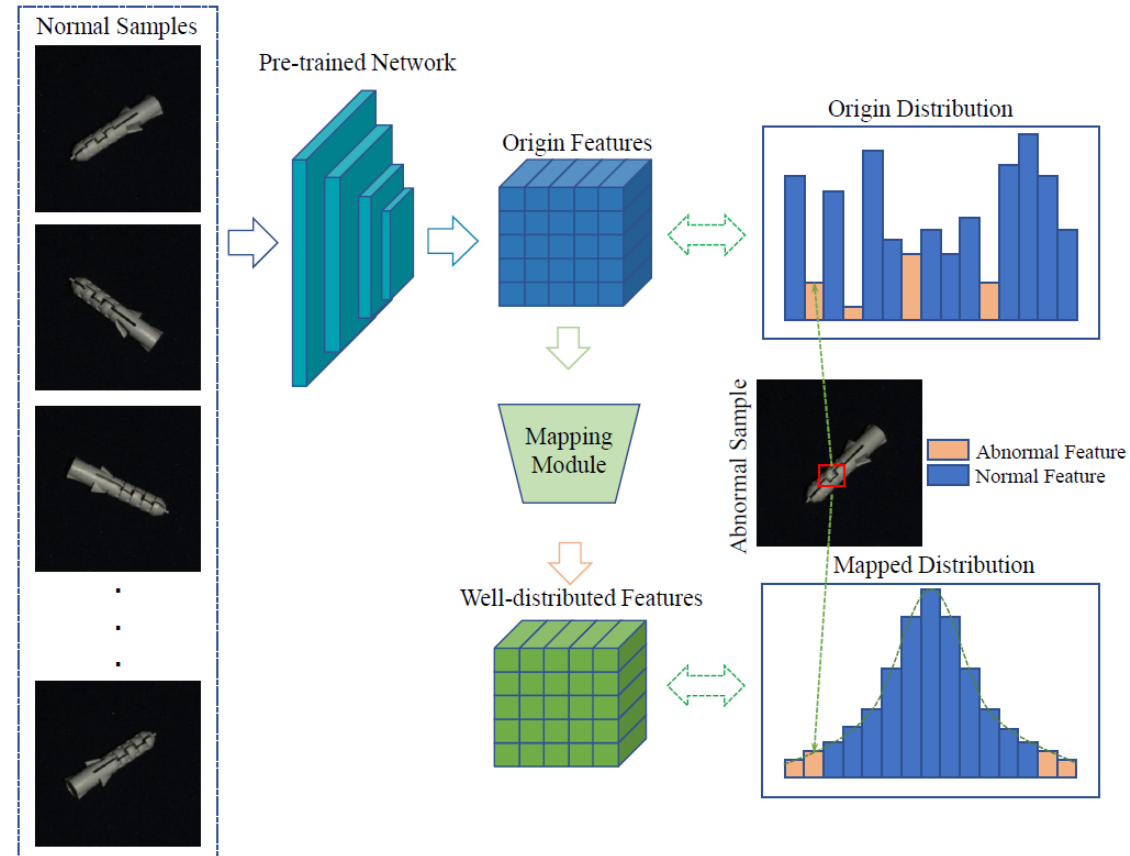 Normal Samples
Pre-trained Network
Origin Features
Origin Distribution
Mapping
Module
Abnormal Sample
Abnormal Feature
Normal Feature
Well-distributed Features
Mapped Distribution